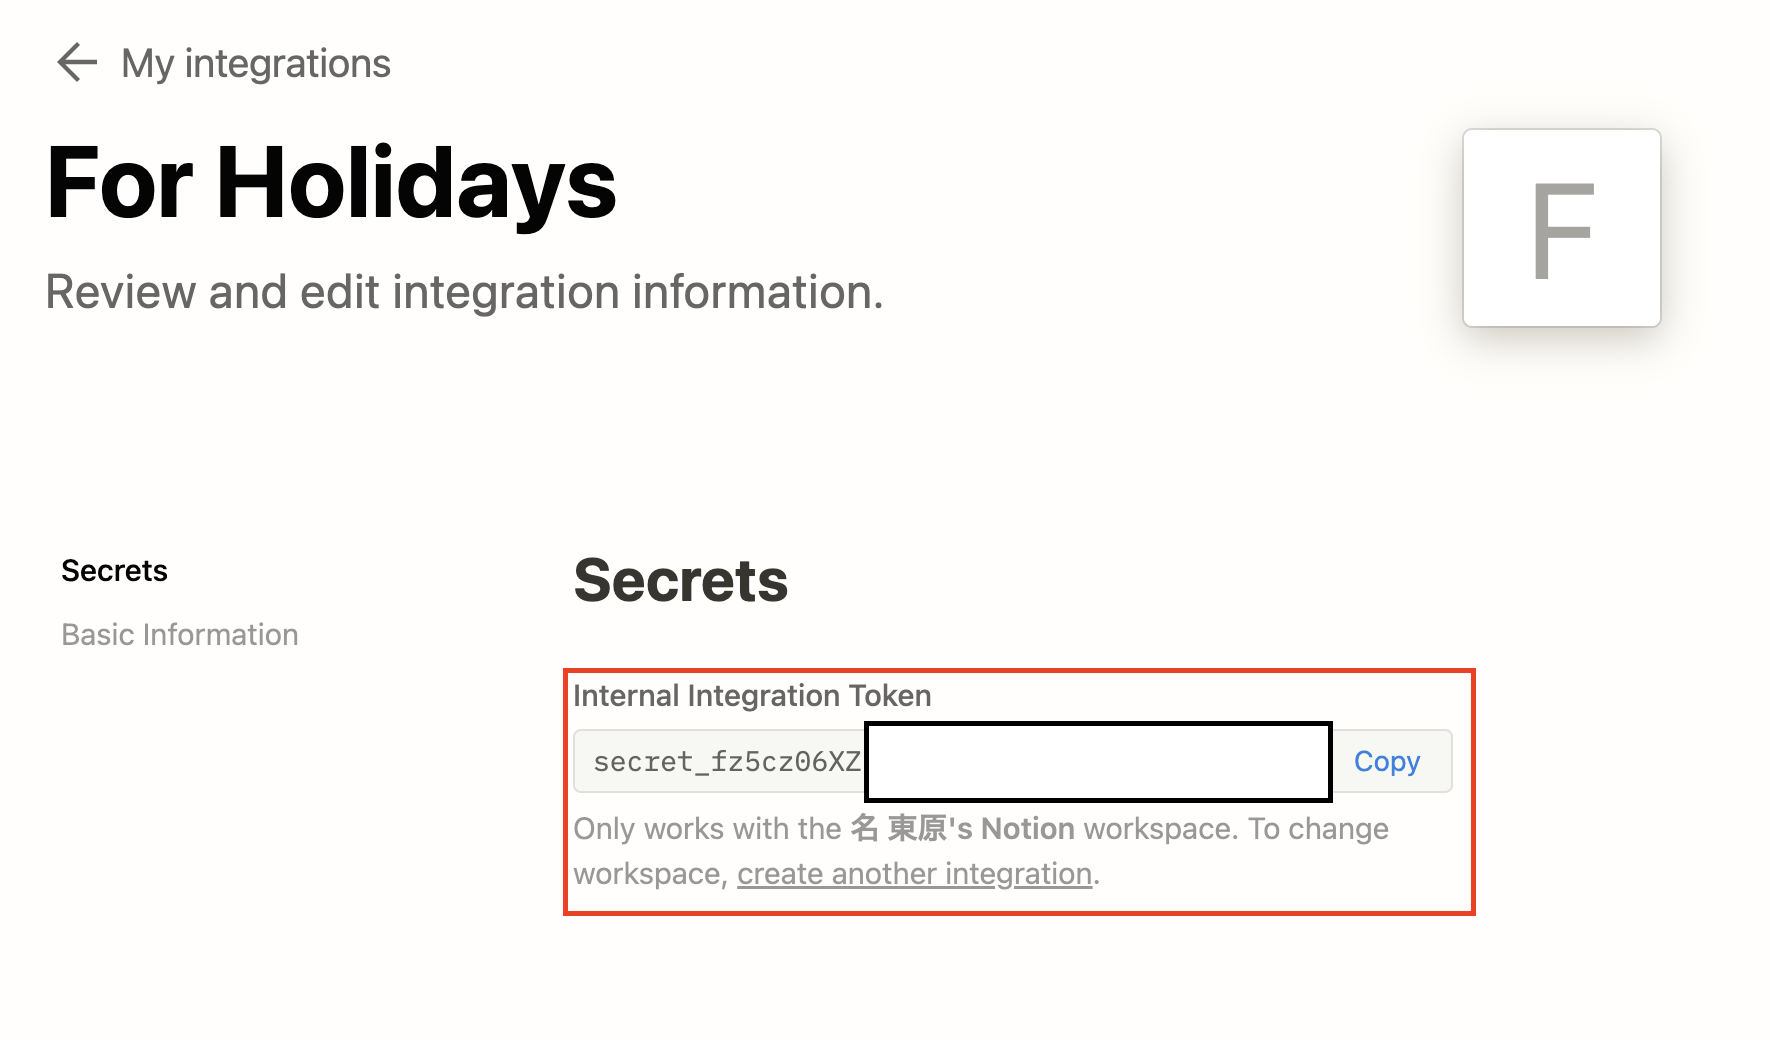 My integrations
For Holidays
F
Review and edit integration information.
Secrets
Basic Information
Secrets
Internal Integration Token
secret_fz5cz06XZ
Copy
Only works with the 名 東原's Notion workspace. To change
workspace, create another integration.